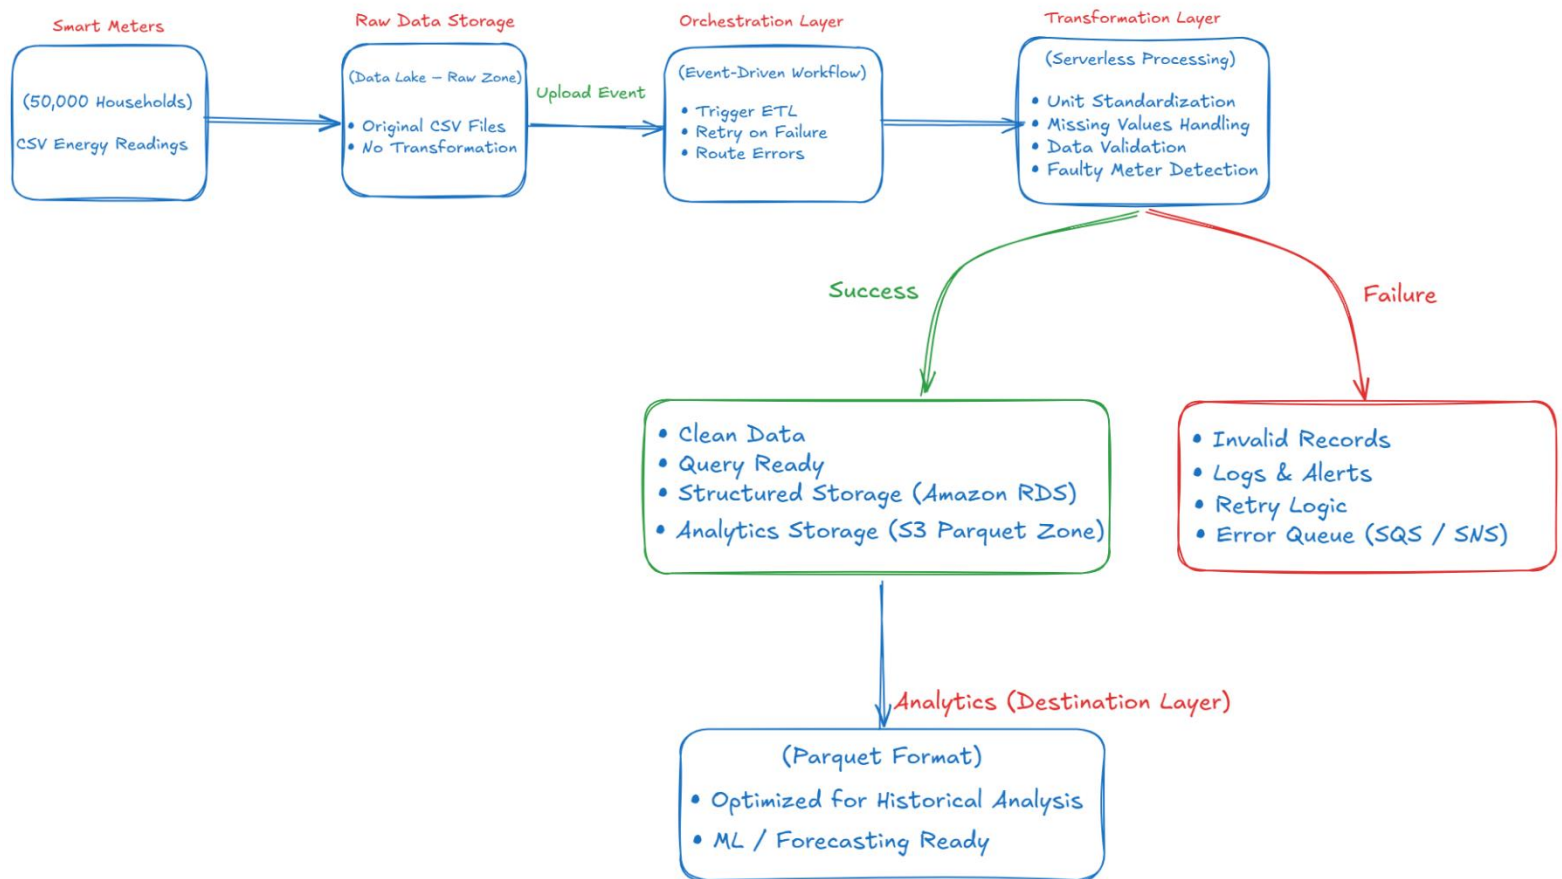 Smart Meters
(50,000 Households)
CSV Energy Readings
Raw Data Storage
(Data Lake – Raw Zone)
• Original CSV Files
• No Transformation
Upload Event
Orchestration Layer
(Event-Driven Workflow)
• Trigger ETL
• Retry on Failure
• Route Errors
Transformation Layer
(Serverless Processing)
• Unit Standardization
• Missing Values Handling
• Data Validation
• Faulty Meter Detection
Success
Failure
• Clean Data
• Query Ready
• Structured Storage (Amazon RDS)
• Analytics Storage (S3 Parquet Zone)
• Invalid Records
• Logs & Alerts
• Retry Logic
• Error Queue (SQS / SNS)
Analytics (Destination Layer)
(Parquet Format)
• Optimized for Historical Analysis
• ML / Forecasting Ready